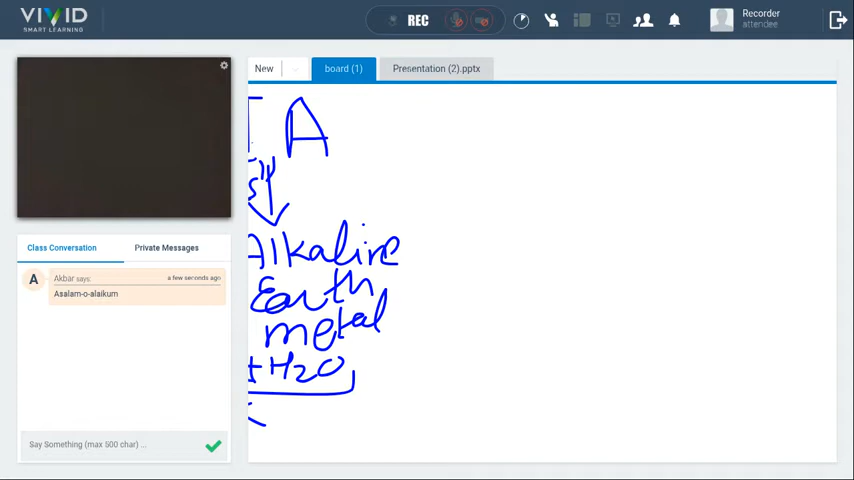 VIVID
SMART LEARNING
REC
Recorder
attendee
New
board (1)
Presentation (2).pptx
Class Conversation
Private Messages
A
Akbar says:
a few seconds ago
Asalam-o-alaikum
Say Something (max 500 char) ...
A
Alkaline
Earth
metal
+H2O